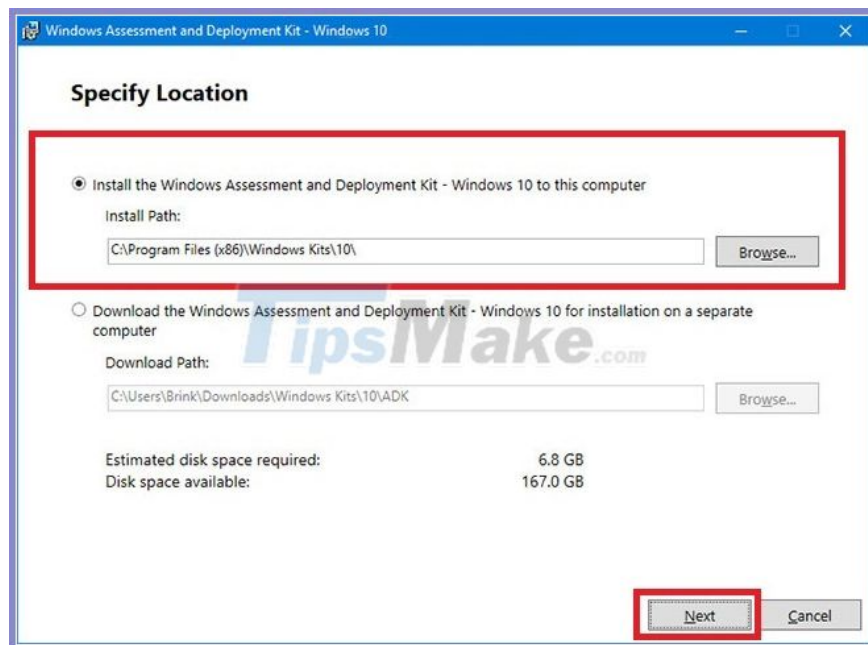 Windows Assessment and Deployment Kit - Windows 10
Specify Location
Install the Windows Assessment and Deployment Kit - Windows 10 to this computer
Install Path:
C:\Program Files (x86)\Windows Kits\10\
Browse...
Download the Windows Assessment and Deployment Kit - Windows 10 for installation on a separate
computer
TipsMake.com
Download Path:
C:\Users\Brink\Downloads\Windows Kits\10\ADK
Browse...
Estimated disk space required: 6.8 GB
Disk space available: 167.0 GB
Next Cancel